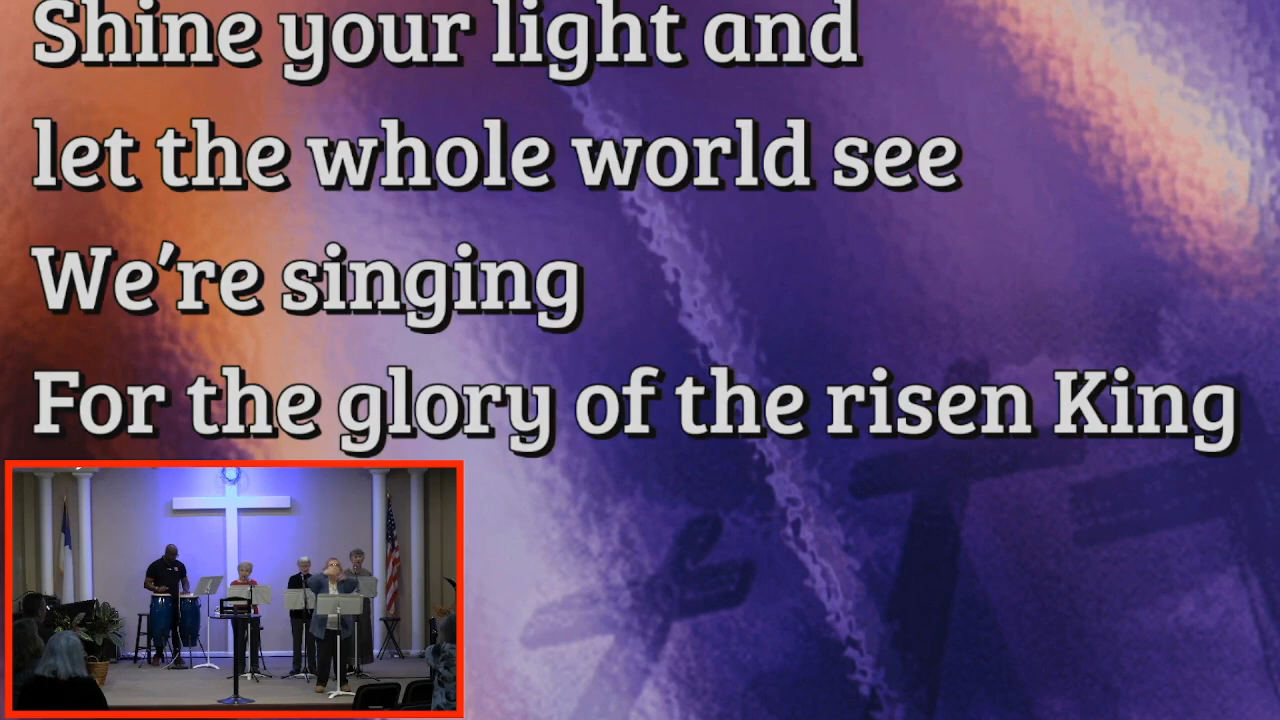 Shine your light and
let the whole world see
We're singing
For the glory of the risen King